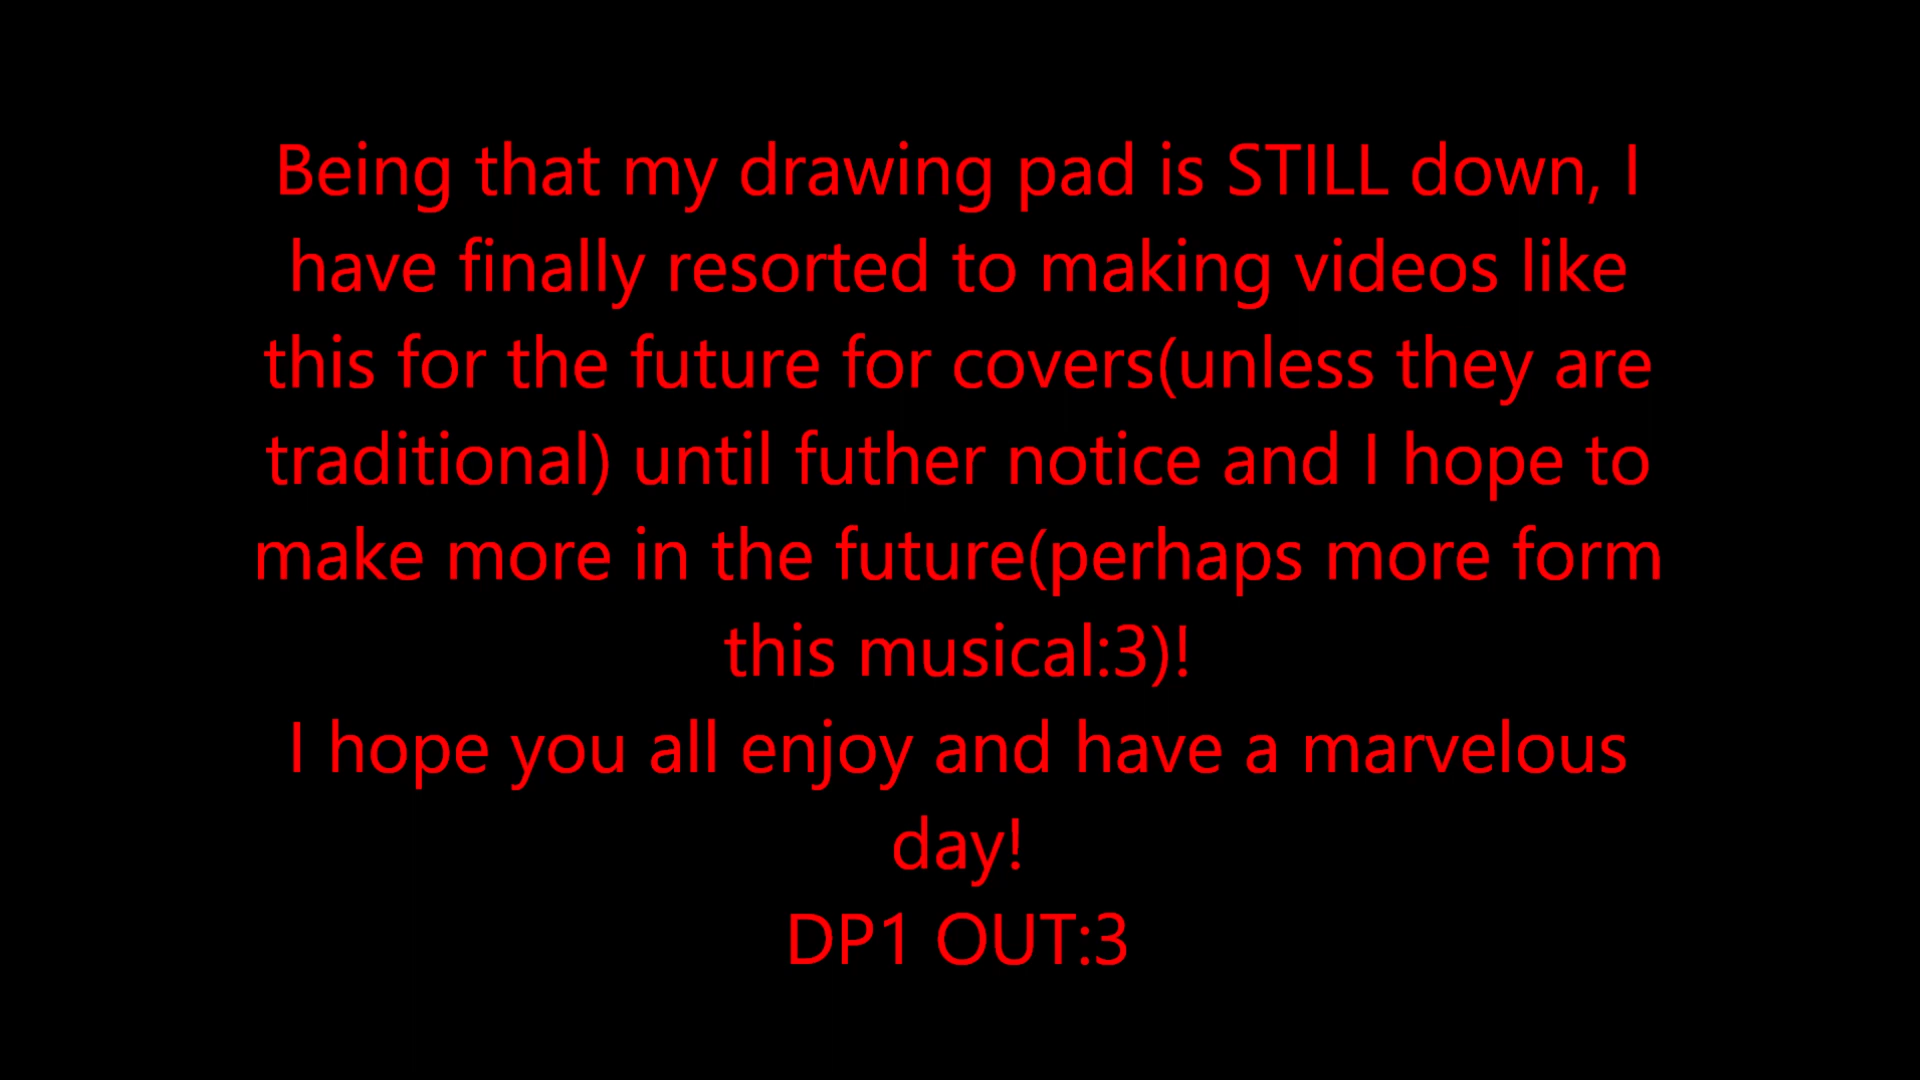 Being that my drawing pad is STILL down, I
have finally resorted to making videos like
this for the future for covers(unless they are
traditional) until futher notice and I hope to
make more in the future(perhaps more form
this musical:3)!
I hope you all enjoy and have a marvelous
day!
DP1 OUT:3